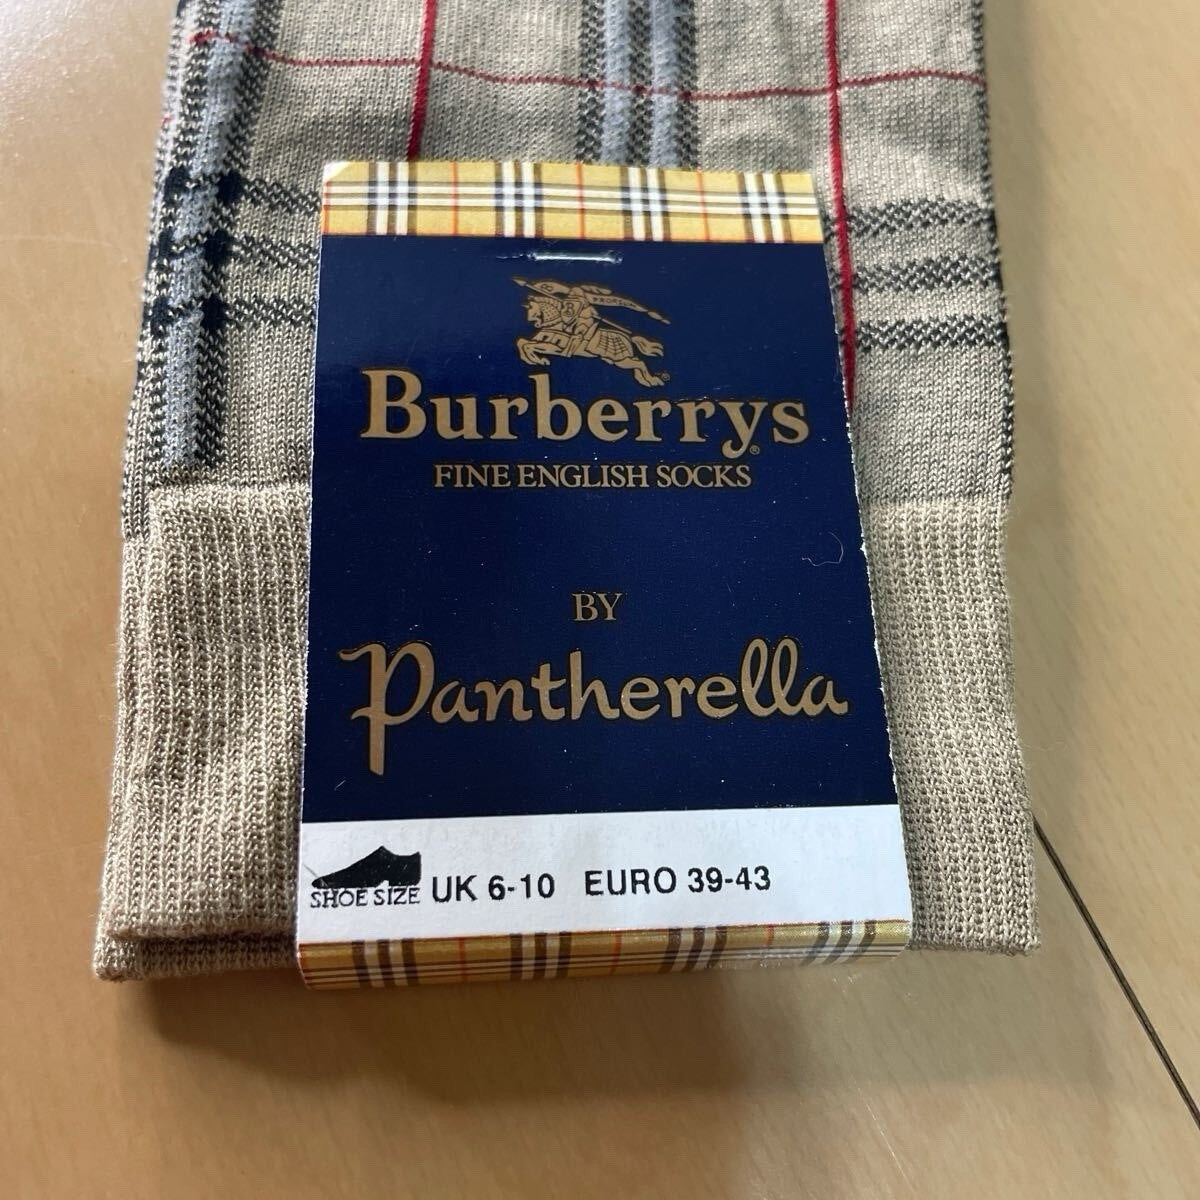 PRORSUM
Burberrys
®
FINE ENGLISH SOCKS
BY
Pantherella
SHOE SIZE UK 6-10 EURO 39-43